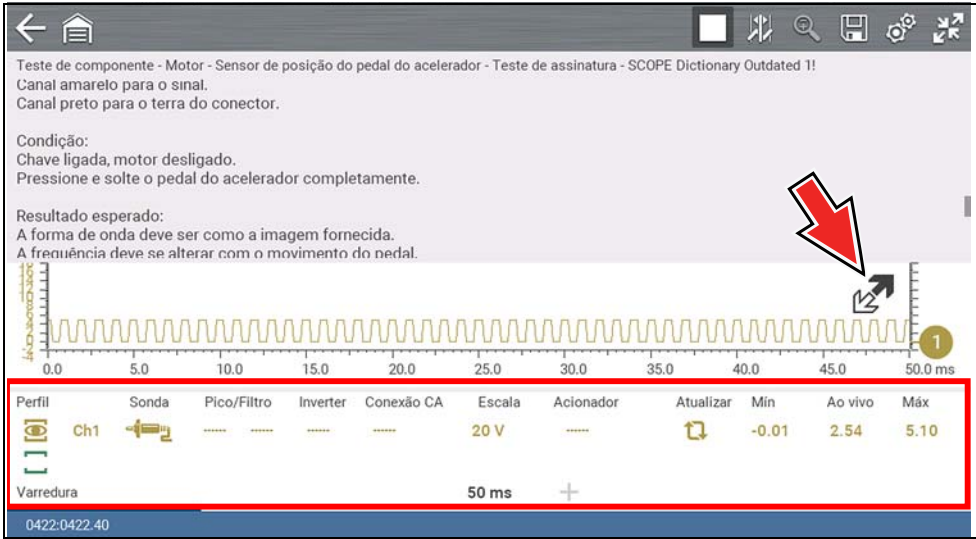 Teste de componente - Motor - Sensor de posição do pedal do acelerador - Teste de assinatura - SCOPE Dictionary Outdated 1!
Canal amarelo para o sinal.
Canal preto para o terra do conector.
Condição:
Chave ligada, motor desligado.
Pressione e solte o pedal do acelerador completamente.
Resultado esperado:
A forma de onda deve ser como a imagem fornecida.
A frequência deve se alterar com o movimento do pedal.
1
0.0 5.0 10.0 15.0 20.0 25.0 30.0 35.0 40.0 45.0 50.0 ms
Perfil Sonda Pico/Filtro Inverter Conexão CA Escala Acionador Atualizar Mín Ao vivo Máx
Ch1 ------ ------ ------ ------ 20 V ------ -0.01 2.54 5.10
Varredura 50 ms +
0422:0422.40